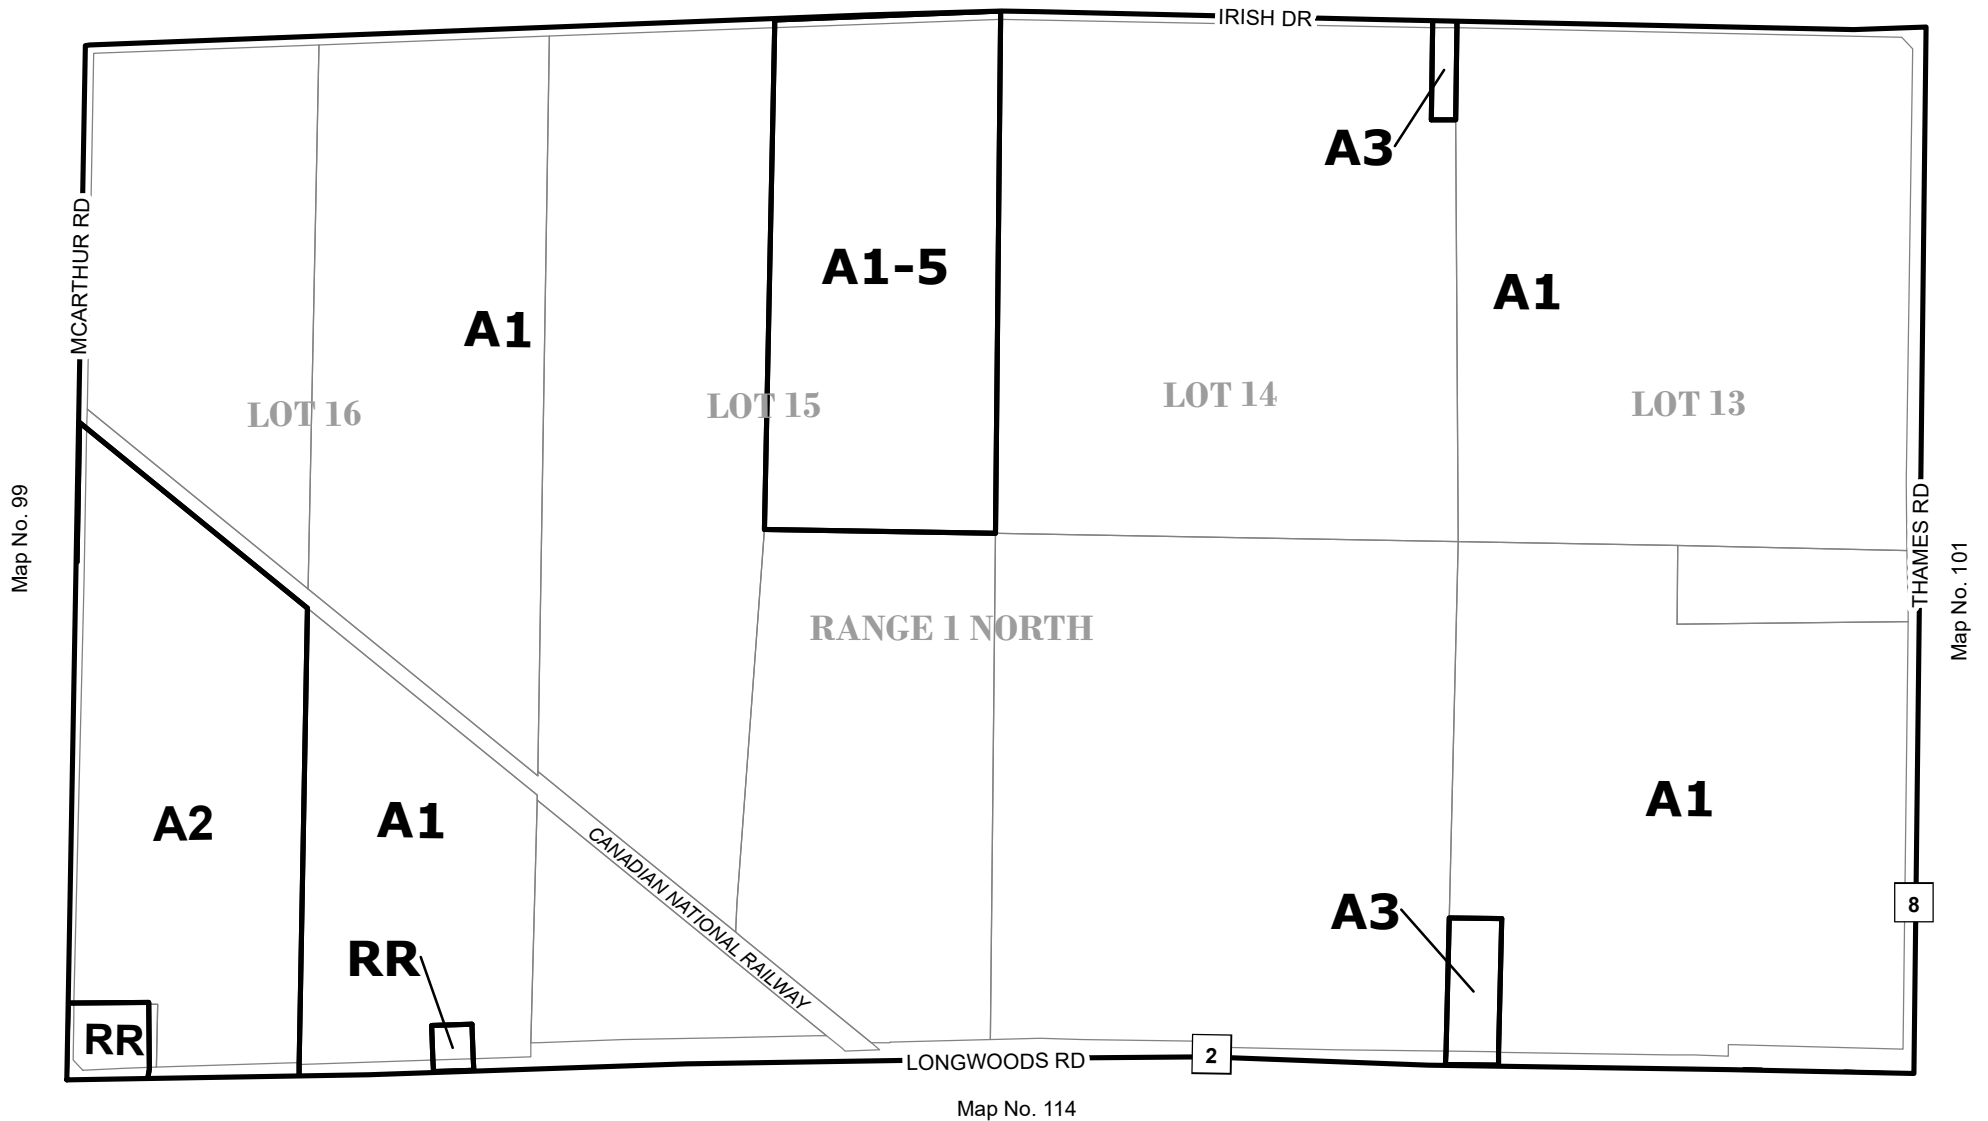 IRISH DR
A3
MCARTHUR RD
A1-5
A1
A1
LOT 16
LOT 15
LOT 14
LOT 13
Map No. 99
THAMES RD
Map No. 101
RANGE 1 NORTH
A2
A1
A1
CANADIAN NATIONAL RAILWAY
A3
8
RR
RR
LONGWOODS RD
2
Map No. 114